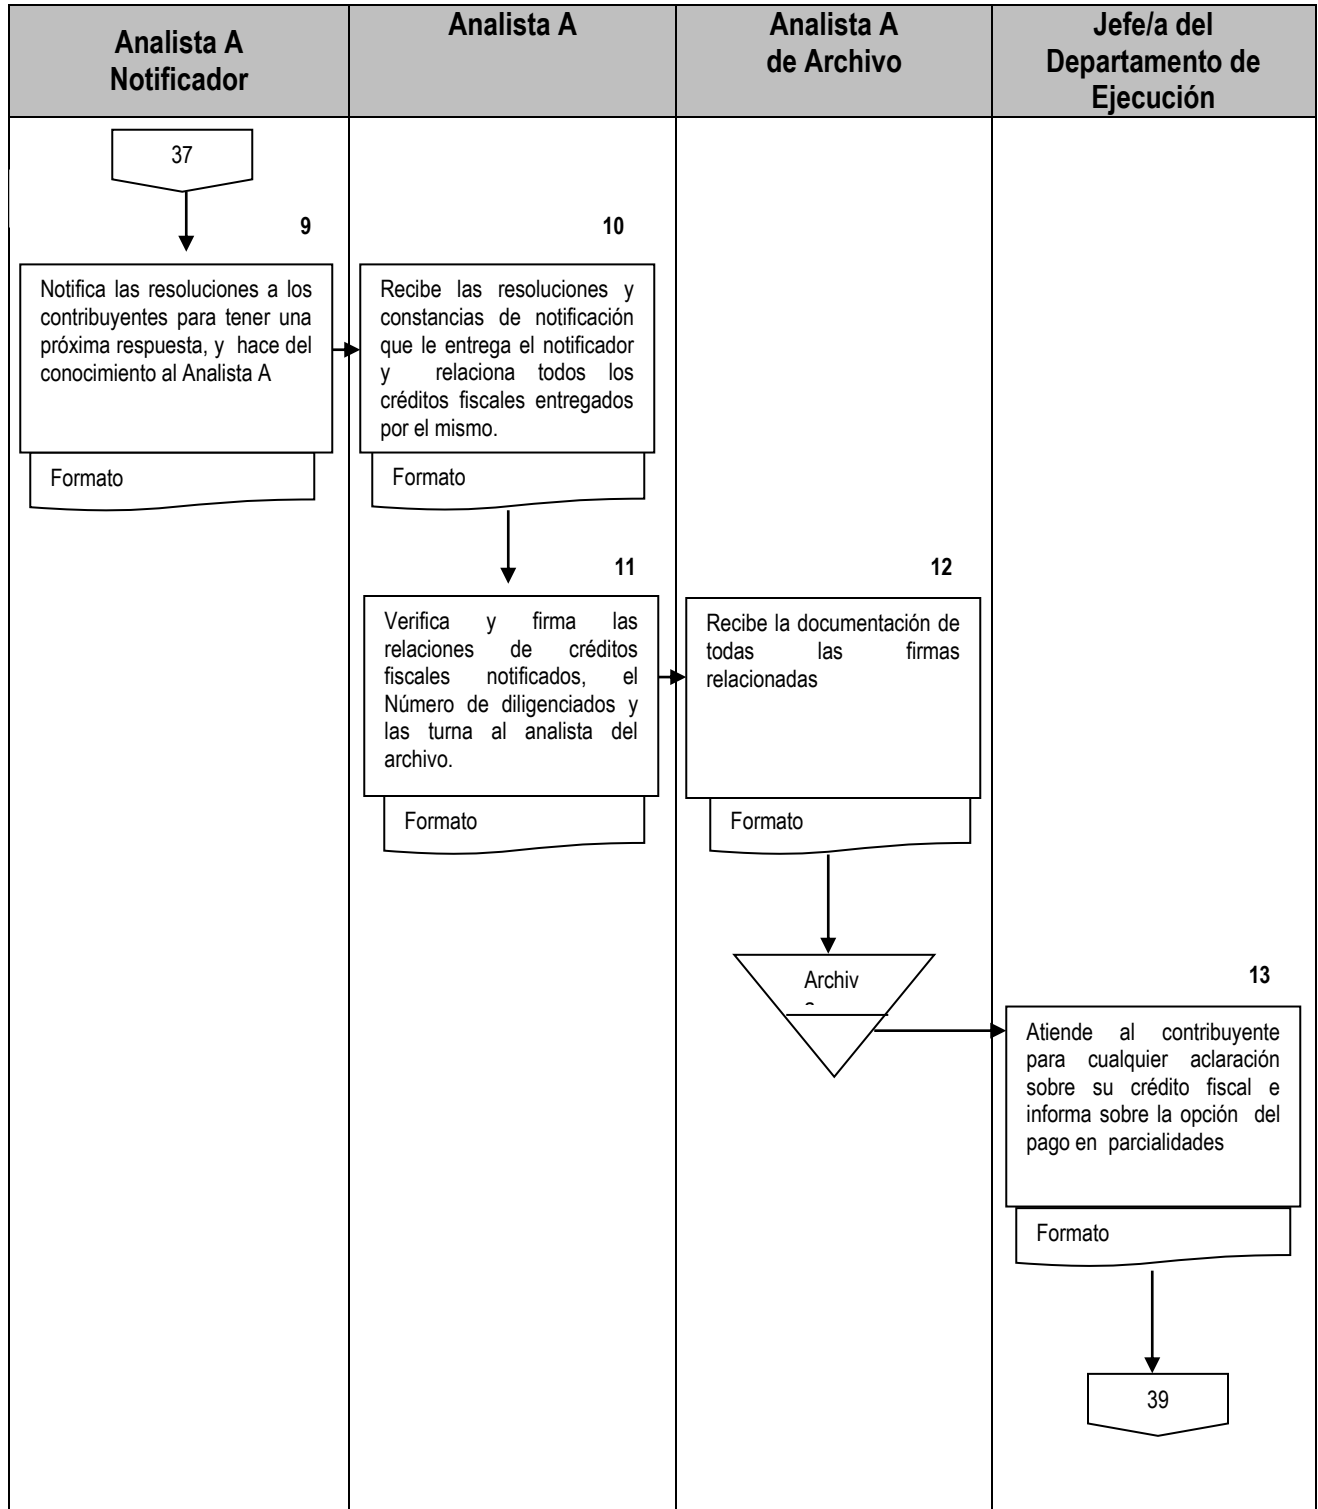 Analista A
Notificador
Analista A
Analista A
de Archivo
Jefe/a del
Departamento de
Ejecución
37
9
Notifica las resoluciones a los
contribuyentes para tener una
próxima respuesta, y hace del
conocimiento al Analista A
Formato
10
Recibe las resoluciones y
constancias de notificación
que le entrega el notificador
y relaciona todos los
créditos fiscales entregados
por el mismo.
Formato
11
Verifica y firma las
relaciones de créditos
fiscales notificados, el
Número de diligenciados y
las turna al analista del
archivo.
Formato
12
Recibe la documentación de
todas las firmas
relacionadas
Formato
Archiv
13
Atiende al contribuyente
para cualquier aclaración
sobre su crédito fiscal e
informa sobre la opción del
pago en parcialidades
Formato
39